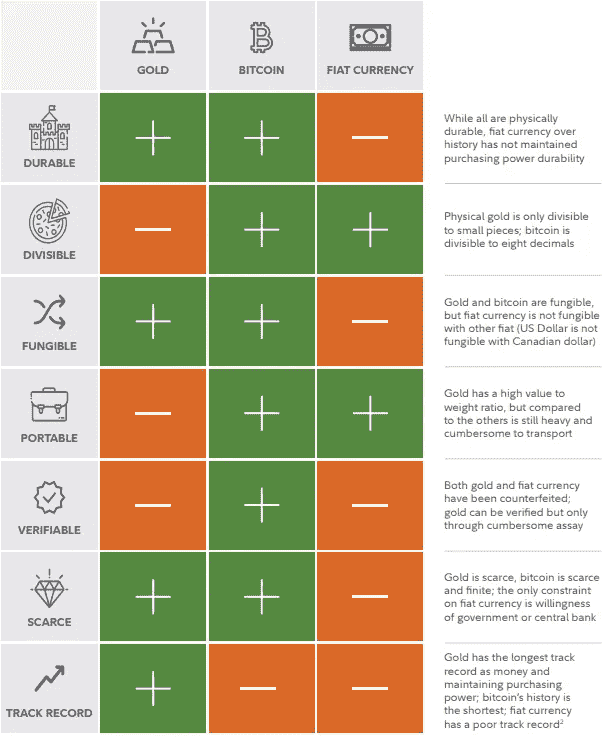 GOLD
BITCOIN
FIAT CURRENCY
DURABLE
While all are physically
durable, fiat currency over
history has not maintained
purchasing power durability
DIVISIBLE
Physical gold is only divisible
to small pieces; bitcoin is
divisible to eight decimals
FUNGIBLE
Gold and bitcoin are fungible,
but fiat currency is not fungible
with other fiat (US Dollar is not
fungible with Canadian dollar)
PORTABLE
Gold has a high value to
weight ratio, but compared
to the others is still heavy and
cumbersome to transport
VERIFIABLE
Both gold and fiat currency
have been counterfeited;
gold can be verified but only
through cumbersome assay
SCARCE
Gold is scarce, bitcoin is scarce
and finite; the only constraint
on fiat currency is willingness
of government or central bank
TRACK RECORD
Gold has the longest track
record as money and
maintaining purchasing
power; bitcoin's history is
the shortest; fiat currency
has a poor track record²